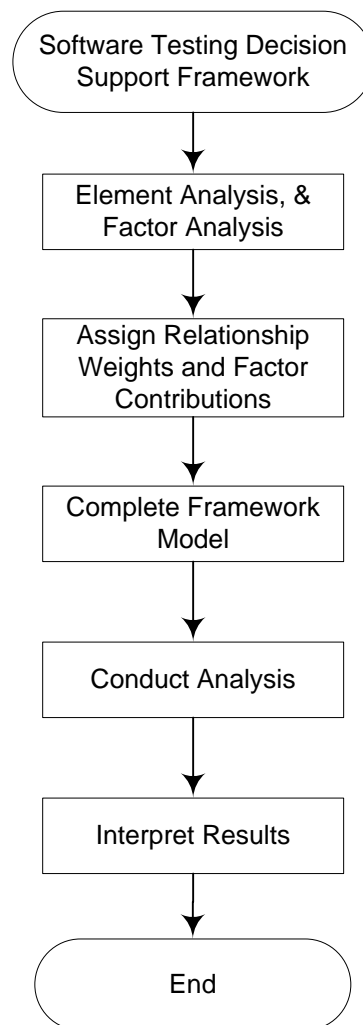 Software Testing Decision
Support Framework
Element Analysis, &
Factor Analysis
Assign Relationship
Weights and Factor
Contributions
Complete Framework
Model
Conduct Analysis
Interpret Results
End